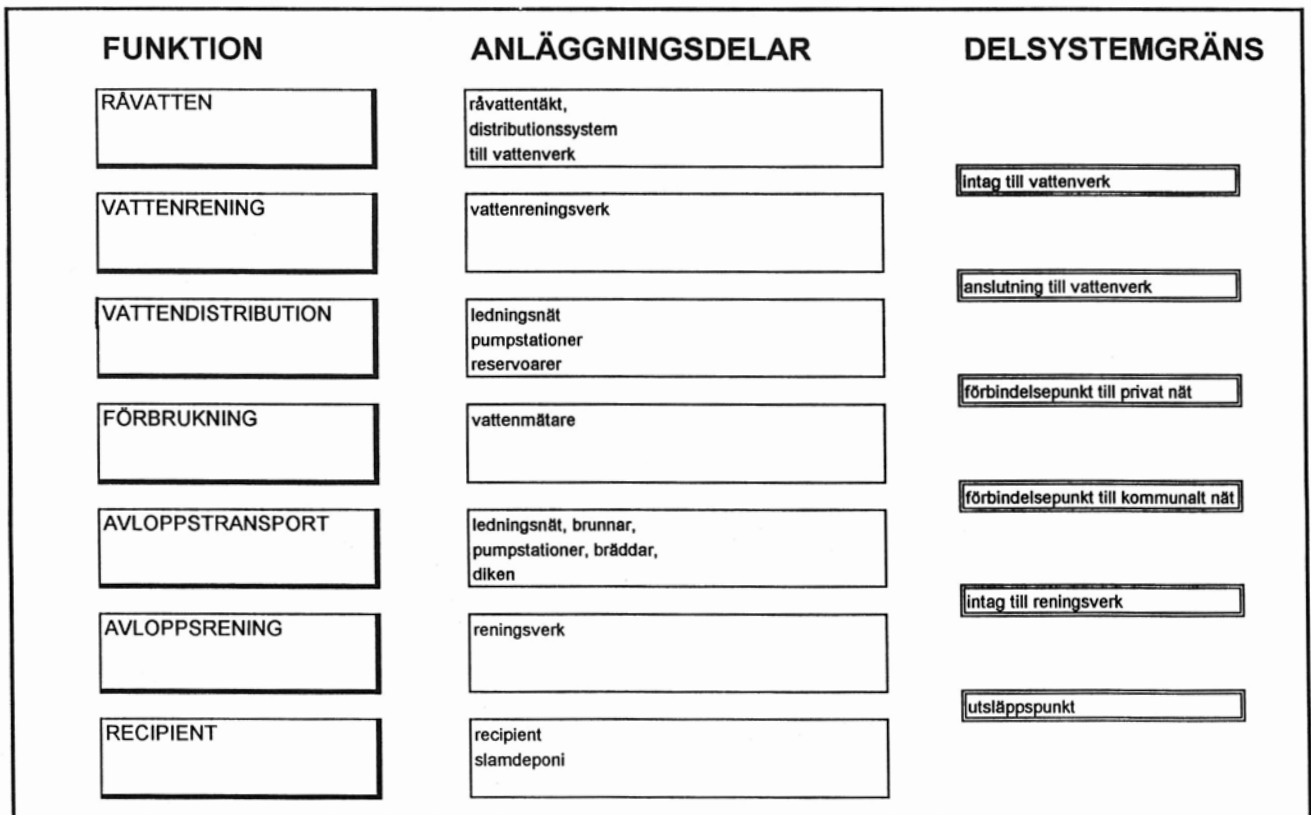 FUNKTION ANLÄGGNINGSDELAR DELSYSTEMGRÄNS
RÅVATTEN
råvattentäkt,
distributionssystem
till vattenverk
intag till vattenverk
VATTENRENING
vattenreningsverk
anslutning till vattenverk
VATTENDISTRIBUTION
ledningsnät
pumpstationer
reservoarer
förbindelsepunkt till privat nät
FÖRBRUKNING
vattenmätare
förbindelsepunkt till kommunalt nät
AVLOPPSTRANSPORT
ledningsnät, brunnar,
pumpstationer, bräddar,
diken
intag till reningsverk
AVLOPPSRENING
reningsverk
utsläppspunkt
RECIPIENT
recipient
slamdeponi